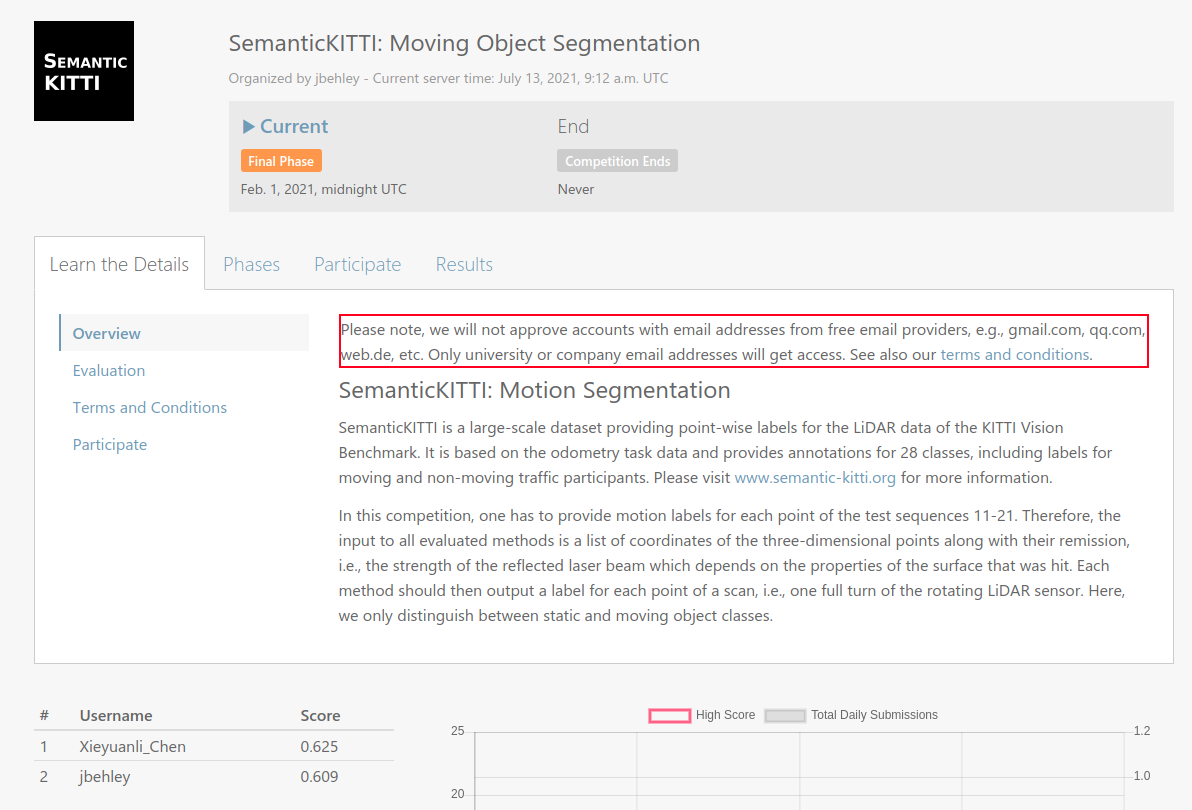 SEMANTIC
KITTI
SemanticKITTI: Moving Object Segmentation
Organized by jbehley - Current server time: July 13, 2021, 9:12 a.m. UTC
Current
End
Final Phase
Competition Ends
Feb. 1, 2021, midnight UTC
Never
Learn the Details
Phases
Participate
Results
Overview
Evaluation
Terms and Conditions
Participate
Please note, we will not approve accounts with email addresses from free email providers, e.g., gmail.com, qq.com,
web.de, etc. Only university or company email addresses will get access. See also our terms and conditions.
SemanticKITTI: Motion Segmentation
SemanticKITTI is a large-scale dataset providing point-wise labels for the LiDAR data of the KITTI Vision
Benchmark. It is based on the odometry task data and provides annotations for 28 classes, including labels for
moving and non-moving traffic participants. Please visit www.semantic-kitti.org for more information.
In this competition, one has to provide motion labels for each point of the test sequences 11-21. Therefore, the
input to all evaluated methods is a list of coordinates of the three-dimensional points along with their remission,
i.e., the strength of the reflected laser beam which depends on the properties of the surface that was hit. Each
method should then output a label for each point of a scan, i.e., one full turn of the rotating LiDAR sensor. Here,
we only distinguish between static and moving object classes.
# Username Score
1 Xieyuanli_Chen 0.625
2 jbehley 0.609
High Score Total Daily Submissions
25 1.2
1.0
20